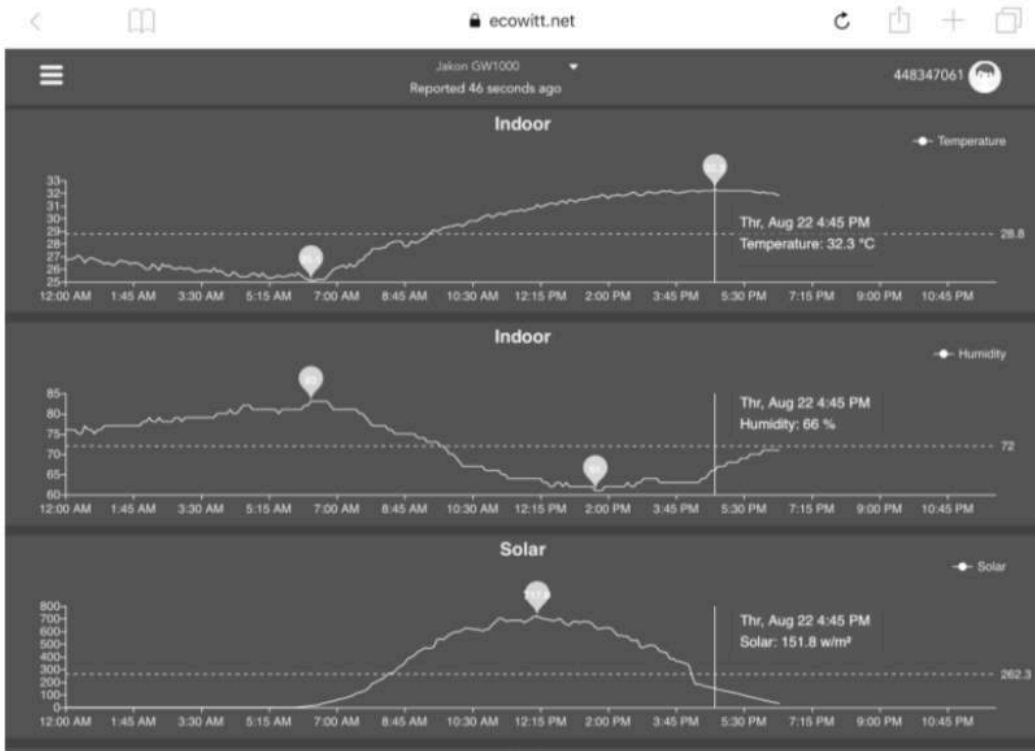 ecowitt.net
Jakon GW1000
Reported 46 seconds ago
448347061
Indoor
Temperature
33
32
31
30
29
28
27
26
25
Thr, Aug 22 4:45 PM
Temperature: 32.3 °C
28.8
12:00 AM 1:45 AM 3:30 AM 5:15 AM 7:00 AM 8:45 AM 10:30 AM 12:15 PM 2:00 PM 3:45 PM 5:30 PM 7:15 PM 9:00 PM 10:45 PM
Indoor
Humidity
85
80
75
70
65
60
Thr, Aug 22 4:45 PM
Humidity: 66 %
72
12:00 AM 1:45 AM 3:30 AM 5:15 AM 7:00 AM 8:45 AM 10:30 AM 12:15 PM 2:00 PM 3:45 PM 5:30 PM 7:15 PM 9:00 PM 10:45 PM
Solar
Solar
800
700
600
500
400
300
200
100
0
Thr, Aug 22 4:45 PM
Solar: 151.8 w/m²
262.3
12:00 AM 1:45 AM 3:30 AM 5:15 AM 7:00 AM 8:45 AM 10:30 AM 12:15 PM 2:00 PM 3:45 PM 5:30 PM 7:15 PM 9:00 PM 10:45 PM